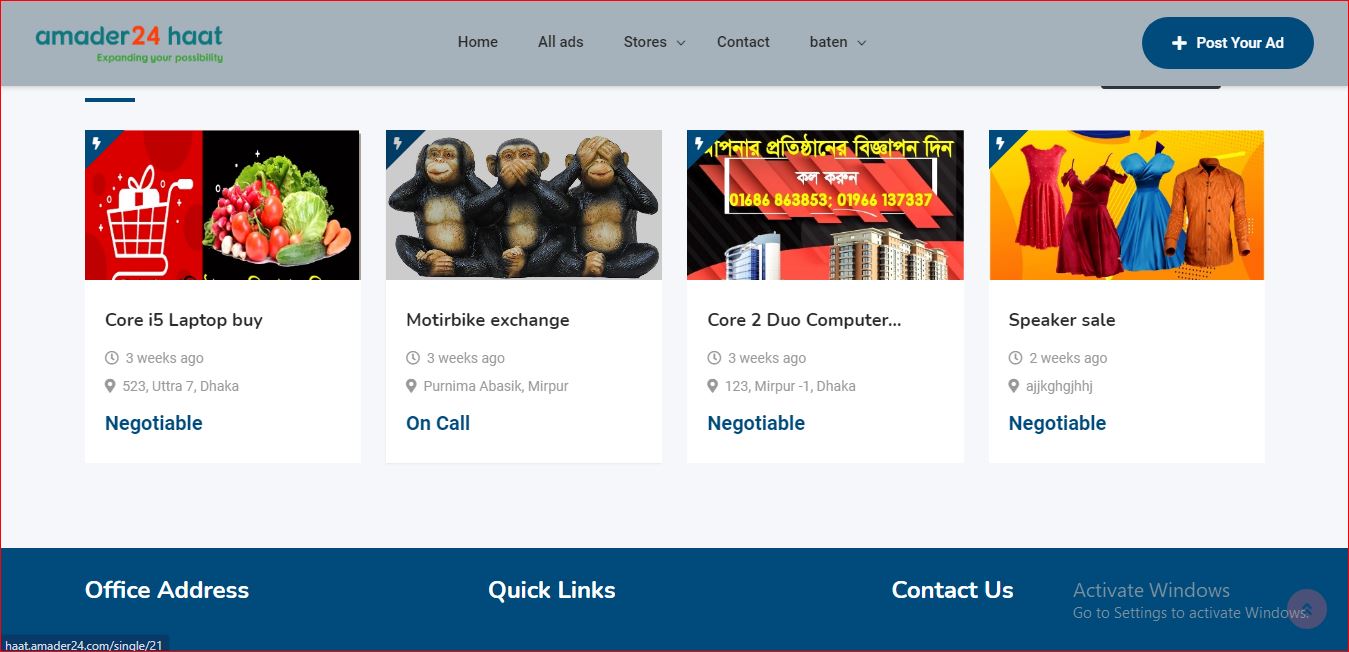 amader24 haat
Expanding your possibility
Home
All ads
Stores
Contact
baten
Post Your Ad
আপনার প্রতিষ্ঠানের বিজ্ঞাপন দিন
কল করুন
01686 863853; 01966 137337
Core i5 Laptop buy
3 weeks ago
523, Uttra 7, Dhaka
Negotiable
Motirbike exchange
3 weeks ago
Purnima Abasik, Mirpur
On Call
Core 2 Duo Computer...
3 weeks ago
123, Mirpur -1, Dhaka
Negotiable
Speaker sale
2 weeks ago
ajjkghgjhhj
Negotiable
Office Address
Quick Links
Contact Us
Activate Windows
Go to Settings to activate Windows.
haat.amader24.com/single/21